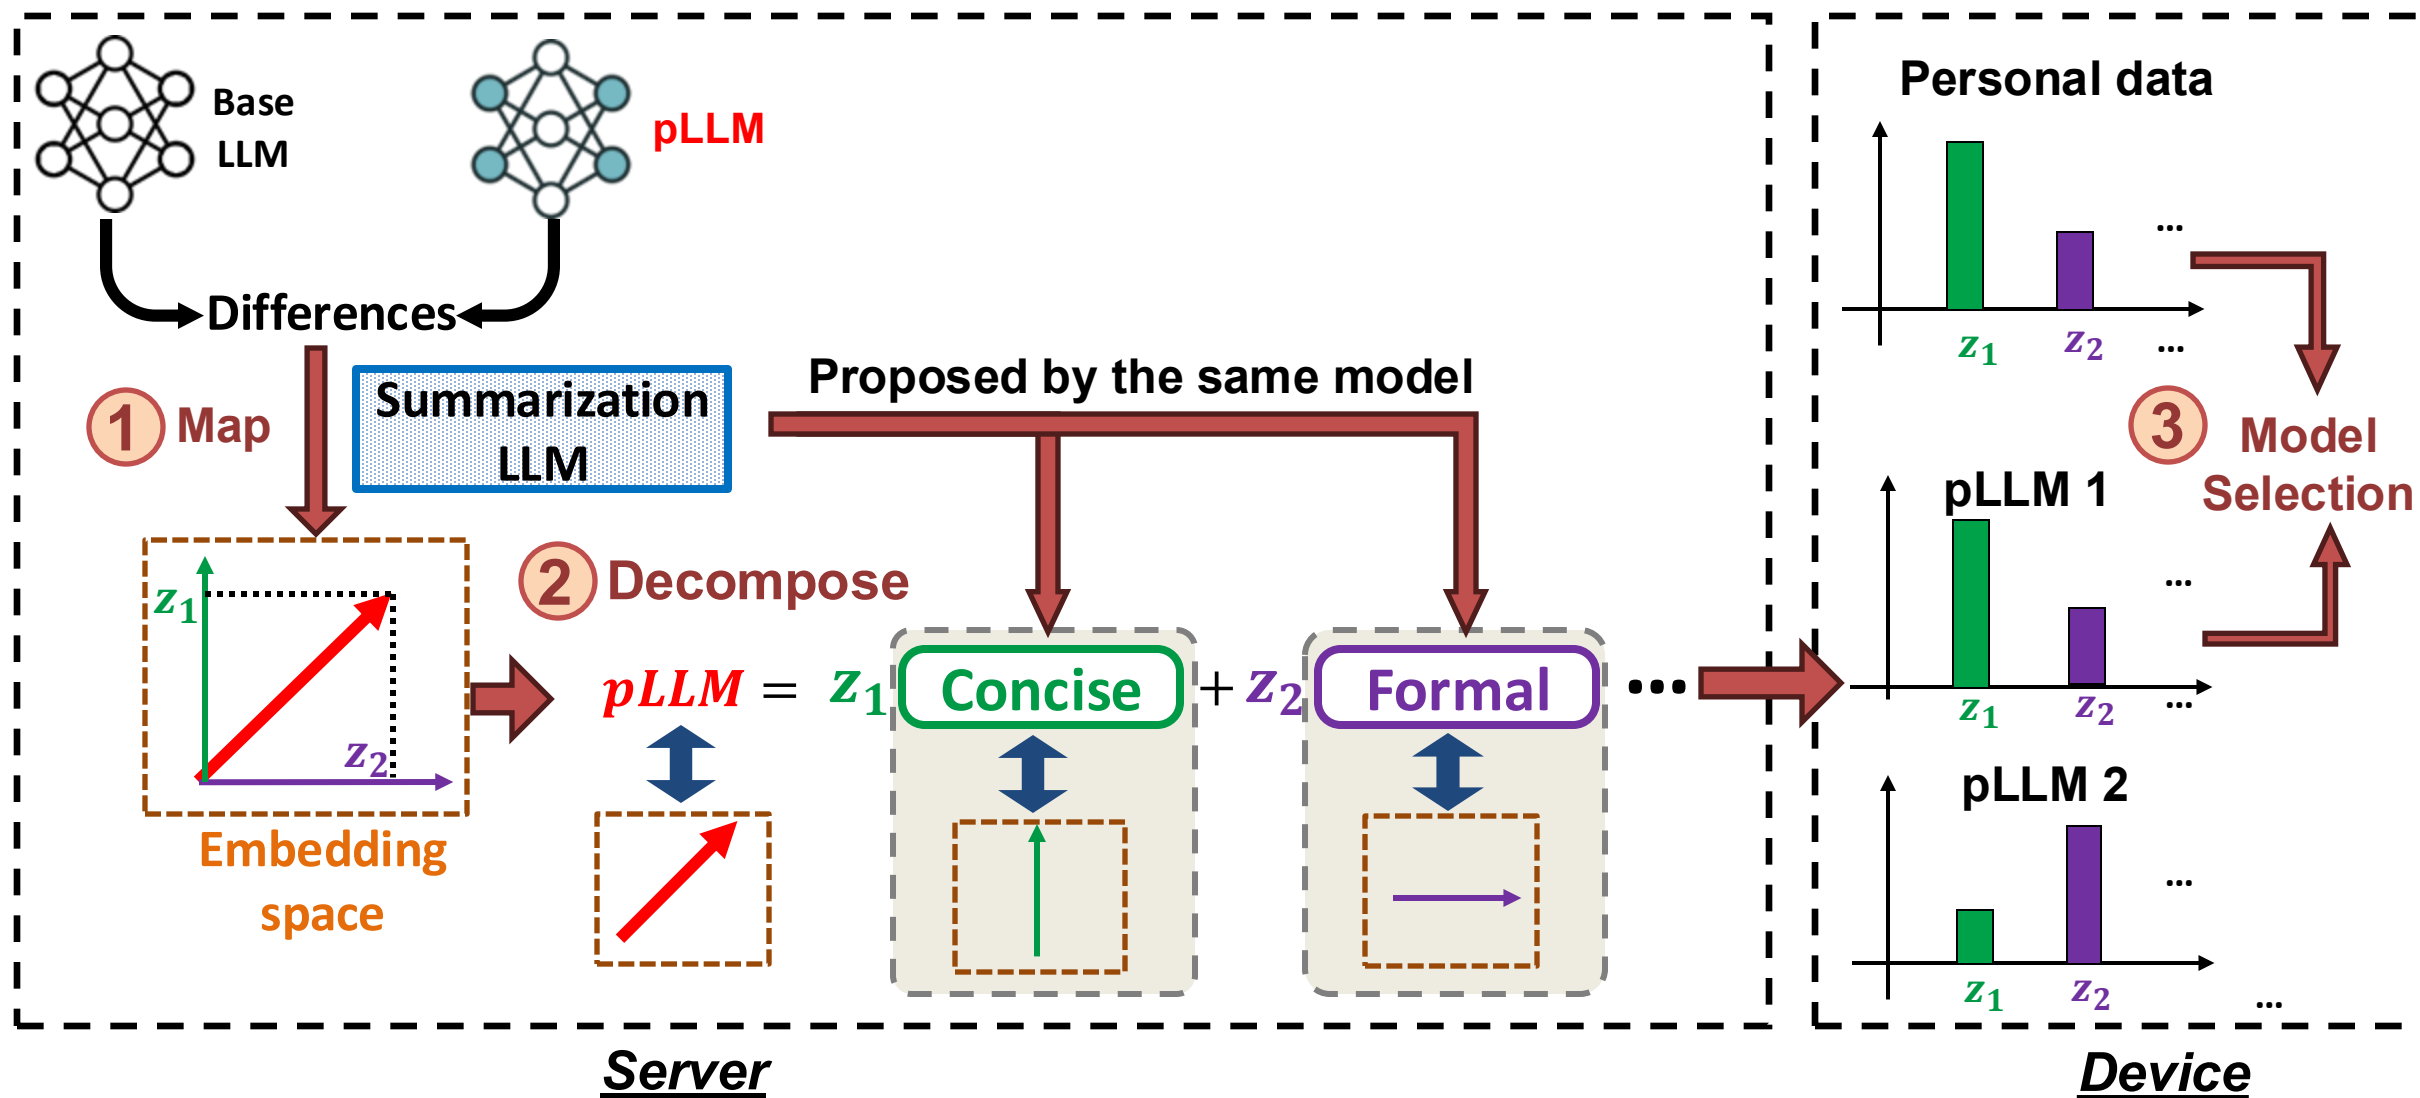 Base
LLM
pLLM
Differences
1 Map
Summarization
LLM
Proposed by the same model
z1
z2
Embedding
space
2 Decompose
pLLM = z1 Concise + z2 Formal ...
Server
Personal data
...
z1 z2 ...
3 Model
Selection
pLLM 1
...
z1 z2 ...
pLLM 2
...
z1 z2 ...
Device